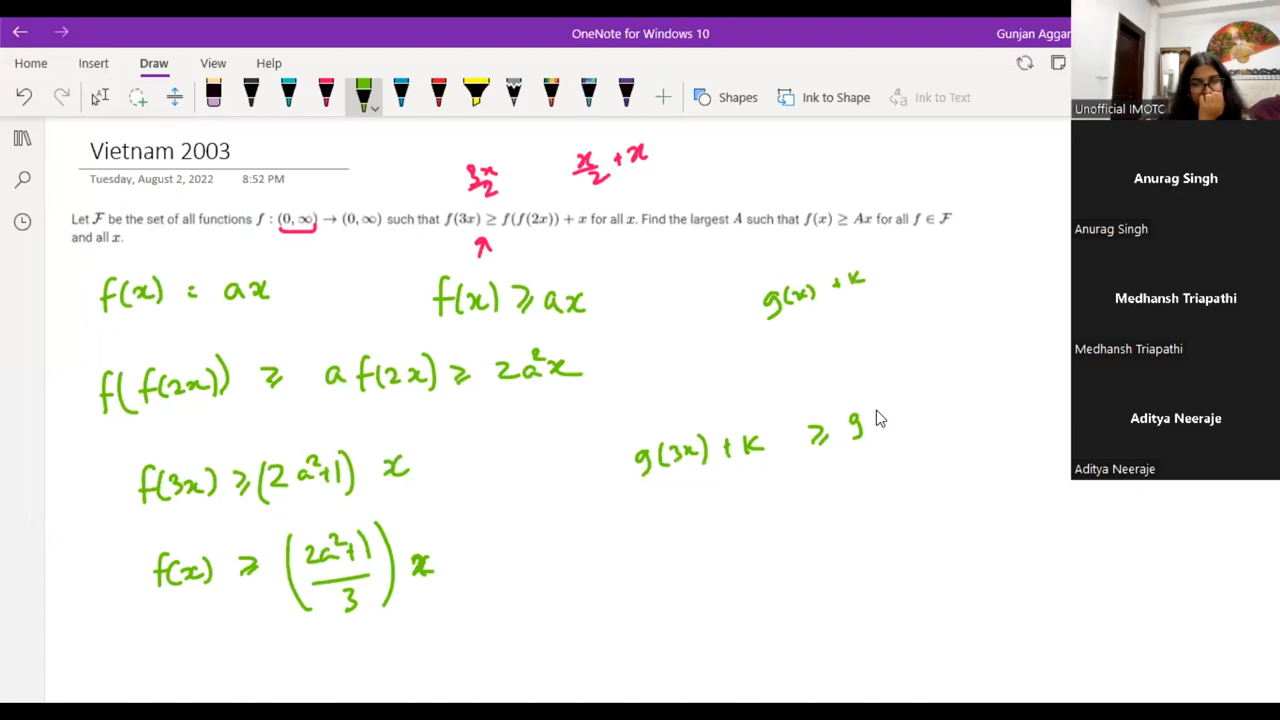 OneNote for Windows 10
Gunjan Aggar
Home Insert Draw View Help
Shapes Ink to Shape Ink to Text
Unofficial IMOTC
Vietnam 2003
Tuesday, August 2, 2022 8:52 PM
3x/2
x/2 + x
Let F be the set of all functions f : (0, ∞) → (0, ∞) such that f(3x) ≥ f(f(2x)) + x for all x. Find the largest A such that f(x) ≥ Ax for all f ∈ F
and all x.
f(x) = ax
f(x) ≥ ax
g(x) + k
f(f(2x)) ≥ a f(2x) ≥ 2a²x
g(3x) + k ≥ g
f(3x) ≥ (2a²+1) x
f(x) ≥ ((2a²+1)/3) x
Anurag Singh
Anurag Singh
Medhansh Triapathi
Medhansh Triapathi
Aditya Neeraje
Aditya Neeraje